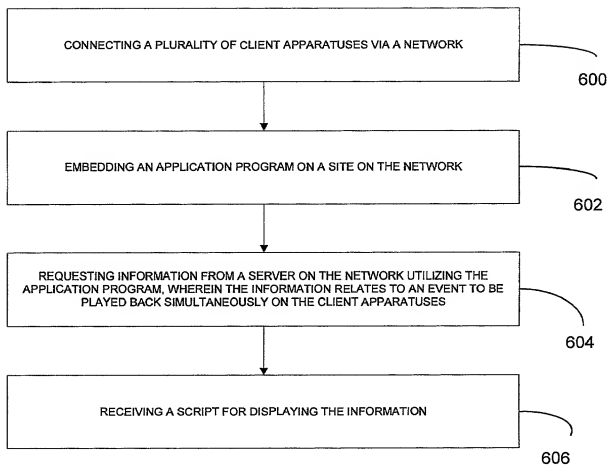 CONNECTING A PLURALITY OF CLIENT APPARATUSES VIA A NETWORK
600
EMBEDDING AN APPLICATION PROGRAM ON A SITE ON THE NETWORK
602
REQUESTING INFORMATION FROM A SERVER ON THE NETWORK UTILIZING THE
APPLICATION PROGRAM, WHEREIN THE INFORMATION RELATES TO AN EVENT TO BE
PLAYED BACK SIMULTANEOUSLY ON THE CLIENT APPARATUSES
604
RECEIVING A SCRIPT FOR DISPLAYING THE INFORMATION
606